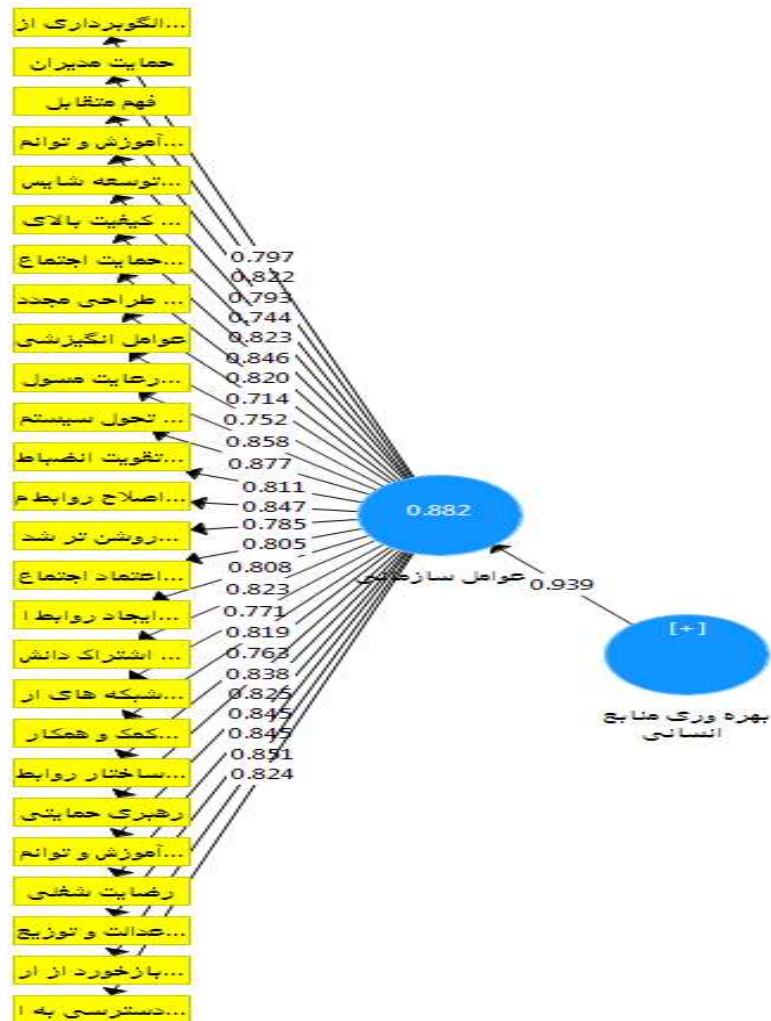 الگوبرداری از...
حمایت مدیران
فهم متقابل
آموزش و توانم...
توسعه شایس...
کیفیت بالای ...
حمایت اجتماع...
طراحی مجدد ...
عوامل انگیزشی
رعایت مسول...
تحول سیستم ...
تقویت انضباط...
اصلاح روابط م...
روشن تر شد...
اعتماد اجتماع...
ایجاد روابط ا...
اشتراک دانش ...
شبکه های ار...
کمک و همکار...
ساختار روابط...
رهبری حمایتی
آموزش و توانم...
رضایت شغلی
عدالت و توزیع...
بازخورد از ار...
دسترسی به ا...
0.797
0.822
0.793
0.744
0.823
0.846
0.820
0.714
0.752
0.858
0.877
0.811
0.847
0.785
0.805
0.808
0.823
0.771
0.819
0.763
0.838
0.825
0.845
0.845
0.851
0.824
0.882
عوامل سازمانی
0.939
[+]
بهره وری منابع
انسانی